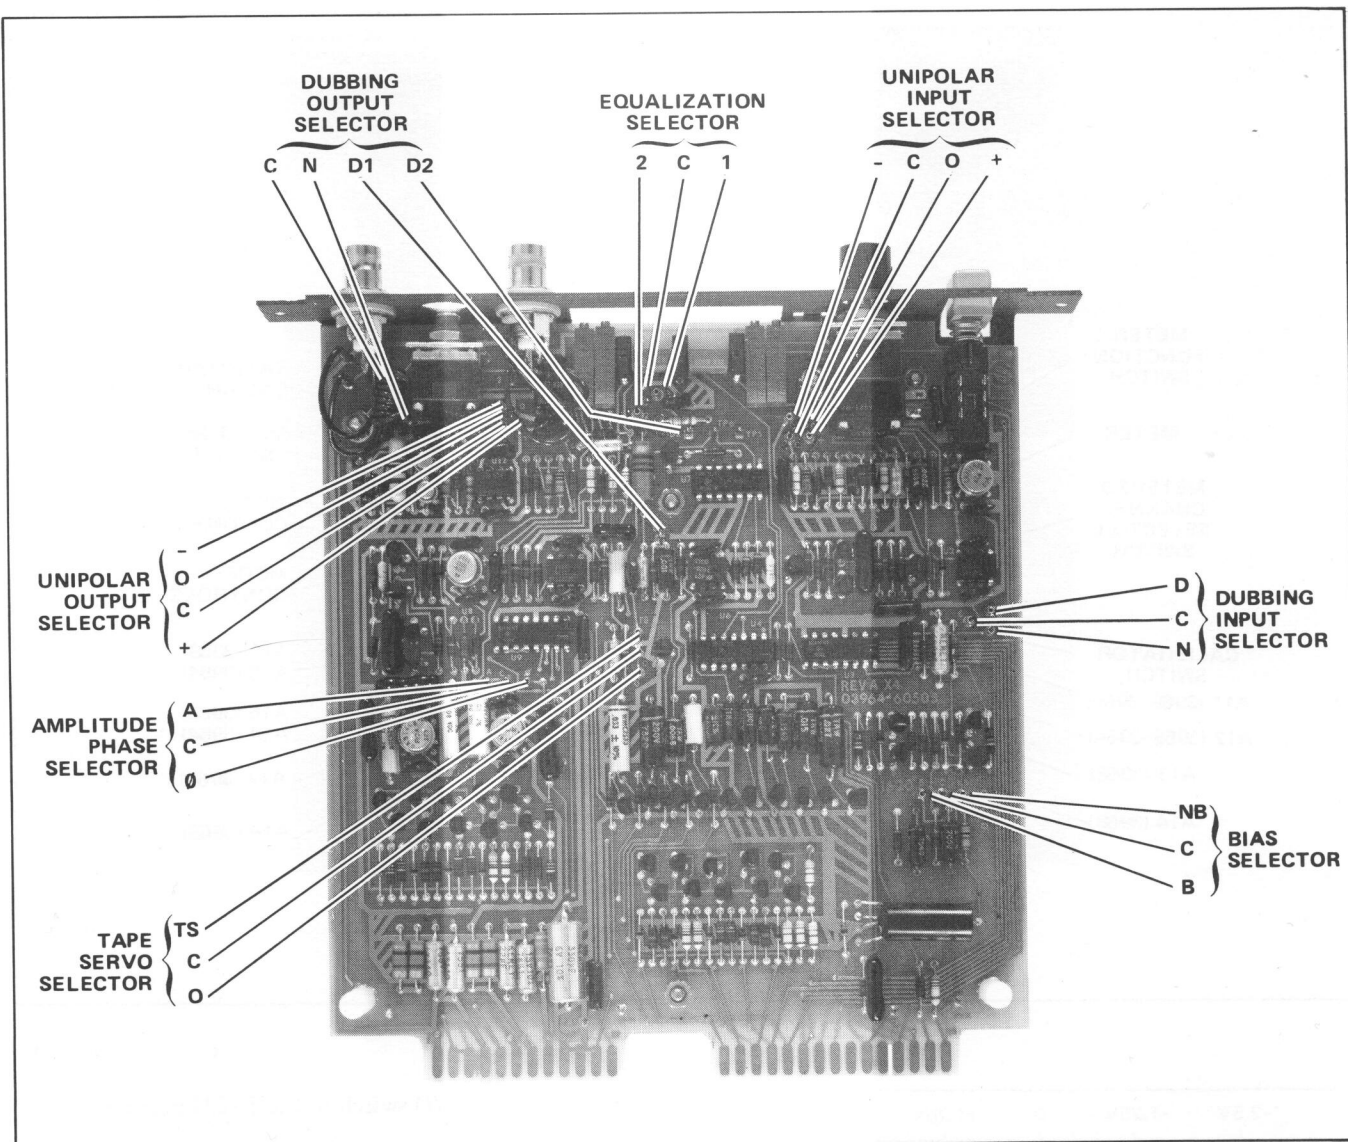 DUBBING
OUTPUT
SELECTOR
C N D1 D2
EQUALIZATION
SELECTOR
2 C 1
UNIPOLAR
INPUT
SELECTOR
– C O +
UNIPOLAR
OUTPUT
SELECTOR
–
O
C
+
D
C
N
DUBBING
INPUT
SELECTOR
AMPLITUDE
PHASE
SELECTOR
A
C
Ø
NB
C
B
BIAS
SELECTOR
TAPE
SERVO
SELECTOR
TS
C
O